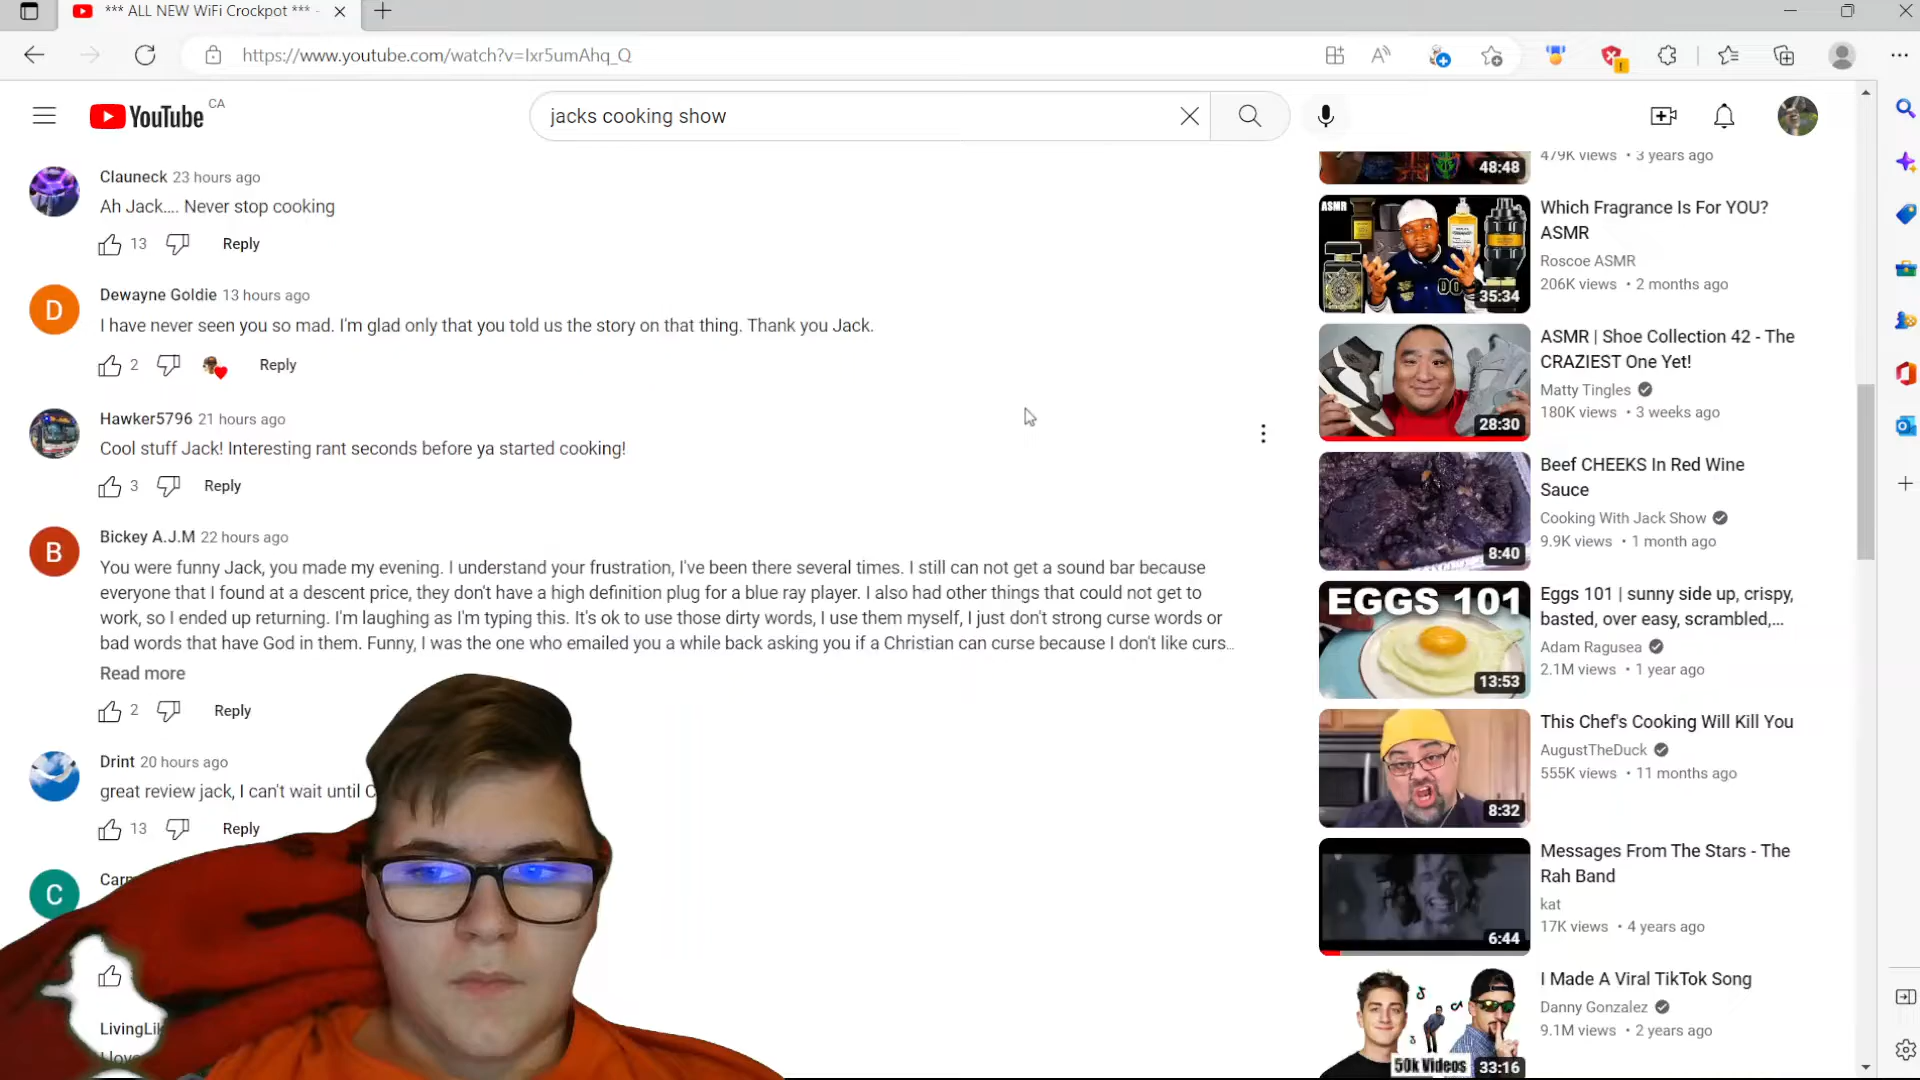 *** ALL NEW WiFi Crockpot *** -
https://www.youtube.com/watch?v=Ixr5umAhq_Q
YouTube CA
jacks cooking show
Clauneck 23 hours ago
Ah Jack.... Never stop cooking
13 Reply
Dewayne Goldie 13 hours ago
D
I have never seen you so mad. I'm glad only that you told us the story on that thing. Thank you Jack.
2 Reply
Hawker5796 21 hours ago
Cool stuff Jack! Interesting rant seconds before ya started cooking!
3 Reply
Bickey A.J.M 22 hours ago
B
You were funny Jack, you made my evening. I understand your frustration, I've been there several times. I still can not get a sound bar because
everyone that I found at a descent price, they don't have a high definition plug for a blue ray player. I also had other things that could not get to
work, so I ended up returning. I'm laughing as I'm typing this. It's ok to use those dirty words, I use them myself, I just don't strong curse words or
bad words that have God in them. Funny, I was the one who emailed you a while back asking you if a Christian can curse because I don't like curs...
Read more
2 Reply
Drint 20 hours ago
great review jack, I can't wait until C
13 Reply
C
LivingLi
I love
479K views • 3 years ago
48:48
ASMR
DO
35:34
Which Fragrance Is For YOU?
ASMR
Roscoe ASMR
206K views • 2 months ago
28:30
ASMR | Shoe Collection 42 - The
CRAZIEST One Yet!
Matty Tingles
180K views • 3 weeks ago
8:40
Beef CHEEKS In Red Wine
Sauce
Cooking With Jack Show
9.9K views • 1 month ago
EGGS 101
13:53
Eggs 101 | sunny side up, crispy,
basted, over easy, scrambled,...
Adam Ragusea
2.1M views • 1 year ago
8:32
This Chef's Cooking Will Kill You
AugustTheDuck
555K views • 11 months ago
6:44
Messages From The Stars - The
Rah Band
kat
17K views • 4 years ago
50k Videos
33:16
I Made A Viral TikTok Song
Danny Gonzalez
9.1M views • 2 years ago